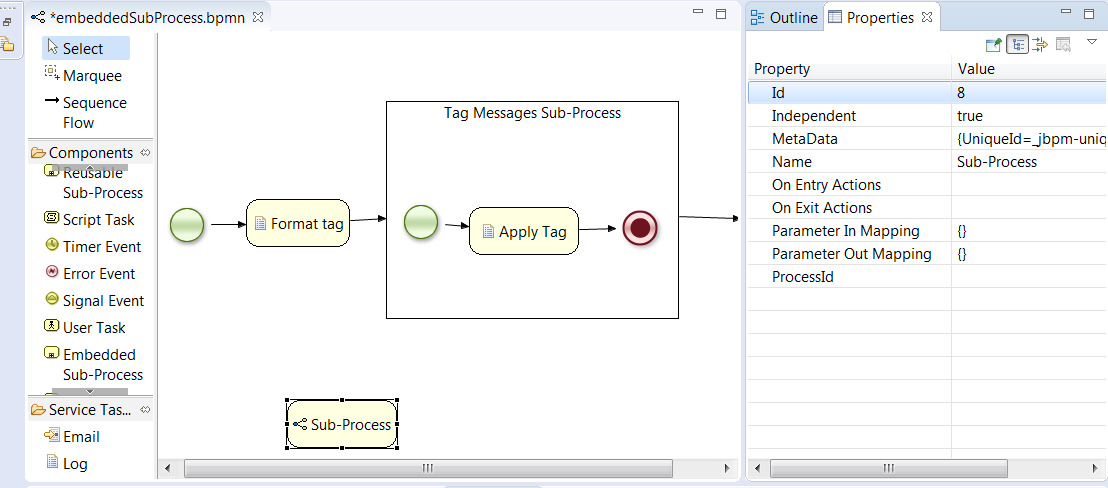 *embeddedSubProcess.bpmn
Select
Marquee
Sequence
Flow
Components
Reusable
Sub-Process
Script Task
Timer Event
Error Event
Signal Event
User Task
Embedded
Sub-Process
Service Tas...
Email
Log
Format tag
Tag Messages Sub-Process
Apply Tag
Sub-Process
Outline
Properties
Property Value
Id 8
Independent true
MetaData {UniqueId=_jbpm-uniq
Name Sub-Process
On Entry Actions
On Exit Actions
Parameter In Mapping {}
Parameter Out Mapping {}
ProcessId